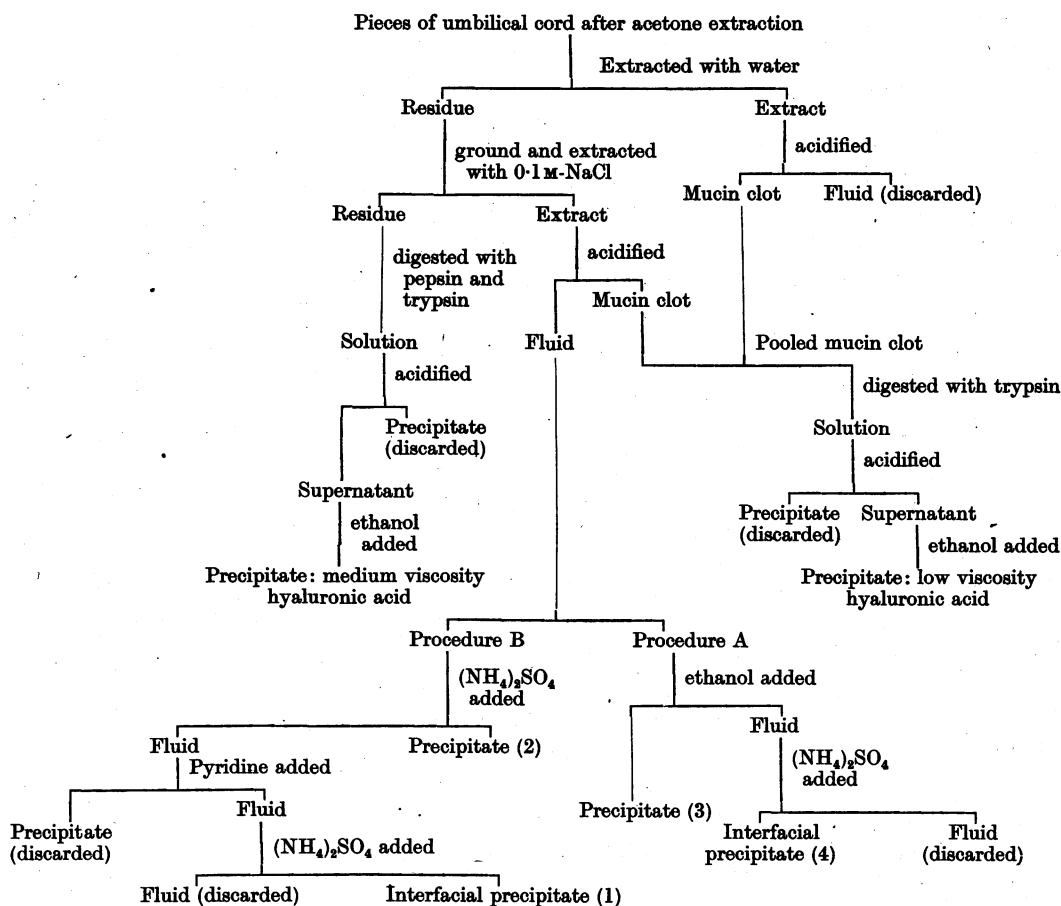 Pieces of umbilical cord after acetone extraction
Extracted with water
Residue
Extract
acidified
ground and extracted
with 0·1M-NaCl
Mucin clot
Fluid (discarded)
Residue
Extract
acidified
digested with
pepsin and
trypsin
Mucin clot
Solution
Fluid
Pooled mucin clot
acidified
digested with trypsin
Precipitate
(discarded)
Solution
acidified
Supernatant
ethanol
added
Precipitate
(discarded)
Supernatant
ethanol added
Precipitate: medium viscosity
hyaluronic acid
Precipitate: low viscosity
hyaluronic acid
Procedure B
Procedure A
(NH₄)₂SO₄
added
ethanol added
Fluid
Precipitate (2)
Fluid
Pyridine added
(NH₄)₂SO₄
added
Fluid
Precipitate (3)
Precipitate
(discarded)
Interfacial
precipitate (4)
Fluid
(discarded)
(NH₄)₂SO₄ added
Fluid (discarded)
Interfacial precipitate (1)